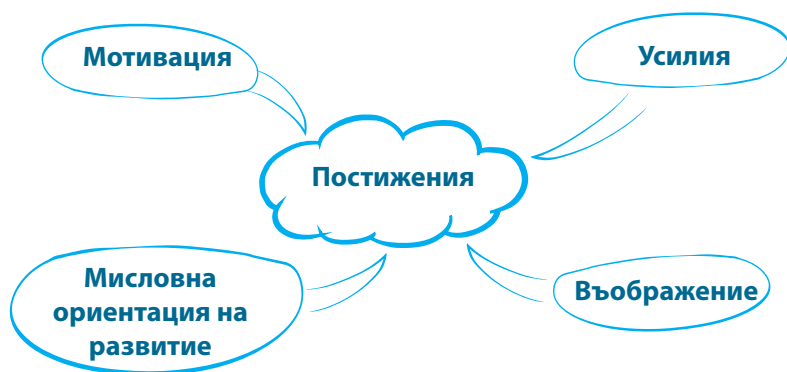 Мотивация
Усилия
Постижения
Мисловна
ориентация на
развитие
Въображение